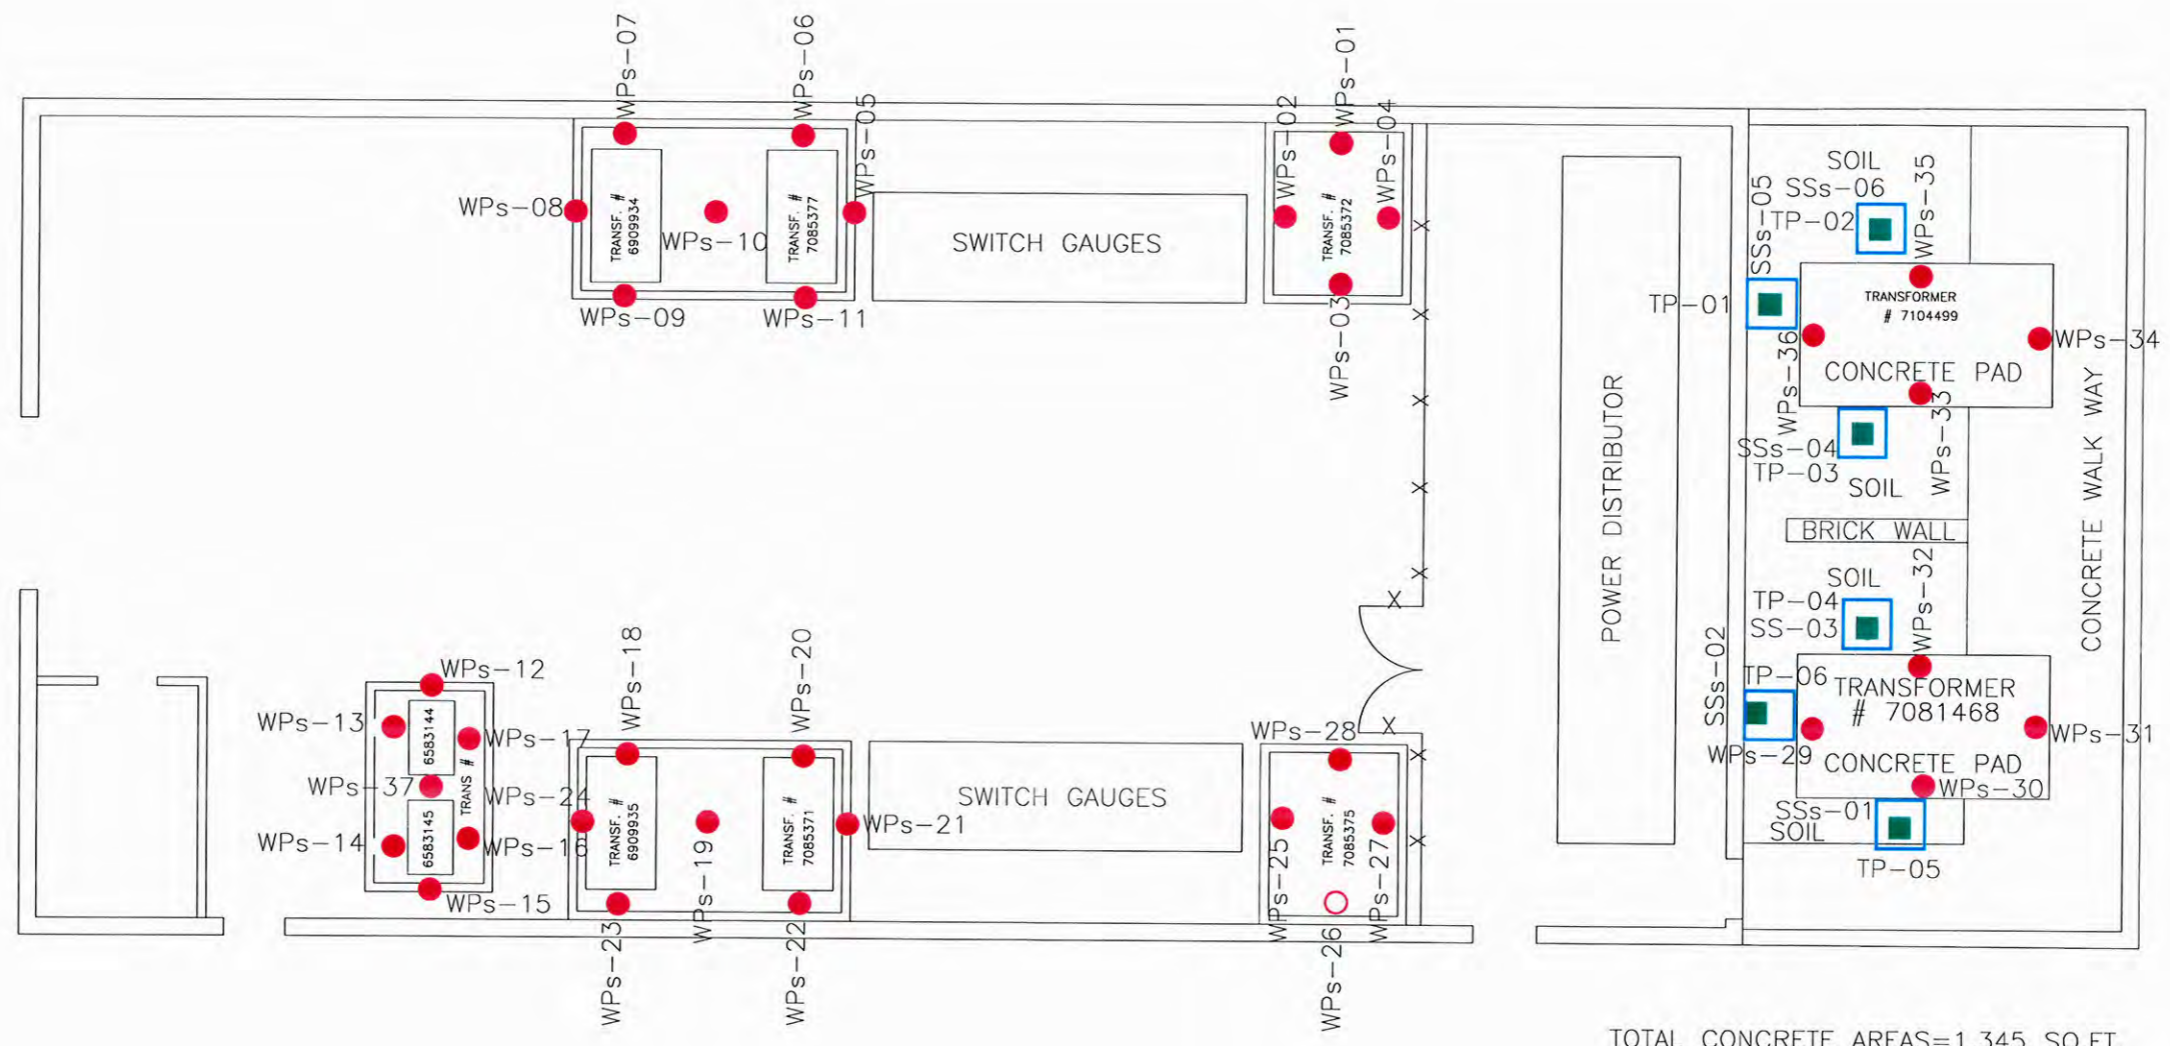 WPs-07
WPs-06
WPs-05
WPs-02
WPs-01
WPs-04
WPs-08
TRANSF. #
6909934
WPs-10
TRANSF. #
7085377
SWITCH GAUGES
TRANSF. #
7085372
WPs-09
WPs-11
WPs-03
POWER DISTRIBUTOR
SOIL
SSs-06
TP-02
SSs-05
WPs-35
TP-01
TRANSFORMER
# 7104499
WPs-34
WPs-36
CONCRETE PAD
WPs-33
SSs-04
TP-03
SOIL
BRICK WALL
CONCRETE WALK WAY
SOIL
TP-04
SS-03
WPs-32
SSs-02
TP-06
TRANSFORMER
# 7081468
WPs-31
WPs-29
CONCRETE PAD
WPs-30
SSs-01
SOIL
TP-05
WPs-12
WPs-13
6583144
WPs-17
WPs-37
TRANS #
WPs-24
WPs-14
6583145
WPs-16
WPs-15
WPs-18
WPs-20
TRANSF. #
6909935
WPs-19
TRANSF. #
7085371
WPs-21
WPs-23
WPs-22
SWITCH GAUGES
WPs-28
WPs-25
TRANSF. #
7085375
WPs-27
WPs-26
TOTAL CONCRETE AREAS=1,345 SQ.FT.